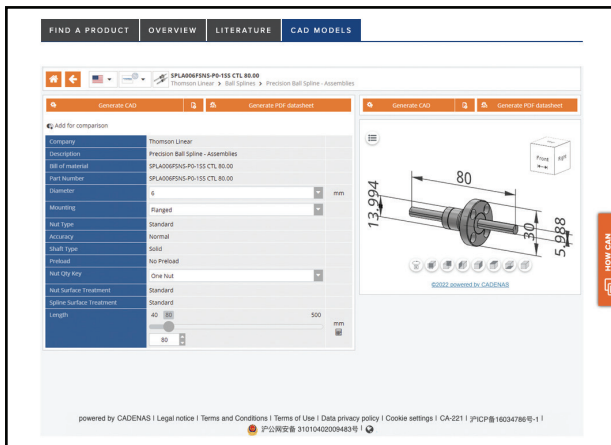 FIND A PRODUCT OVERVIEW LITERATURE CAD MODELS
SPLA006FSNS-P0-1SS CTL 80.00
Thomson Linear > Ball Splines > Precision Ball Spline - Assemblies
Generate CAD Generate PDF datasheet Generate CAD Generate PDF datasheet
Add for comparison
Company Thomson Linear
Description Precision Ball Spline - Assemblies
Bill of material SPLA006FSNS-P0-1SS CTL 80.00
Part Number SPLA006FSNS-P0-1SS CTL 80.00
Diameter 6 mm
Mounting Flanged
Nut Type Standard
Accuracy Normal
Shaft Type Solid
Preload No Preload
Nut Qty Key One Nut
Nut Surface Treatment Standard
Spline Surface Treatment Standard
Length 40 80 500
mm
80
Front Right
80
13.994
30
5.988
©2022 powered by CADENAS
HOW CAN
powered by CADENAS | Legal notice | Terms and Conditions | Terms of Use | Data privacy policy | Cookie settings | CA-221 | 沪ICP备16034786号-1 |
沪公网安备 31010402009483号 |